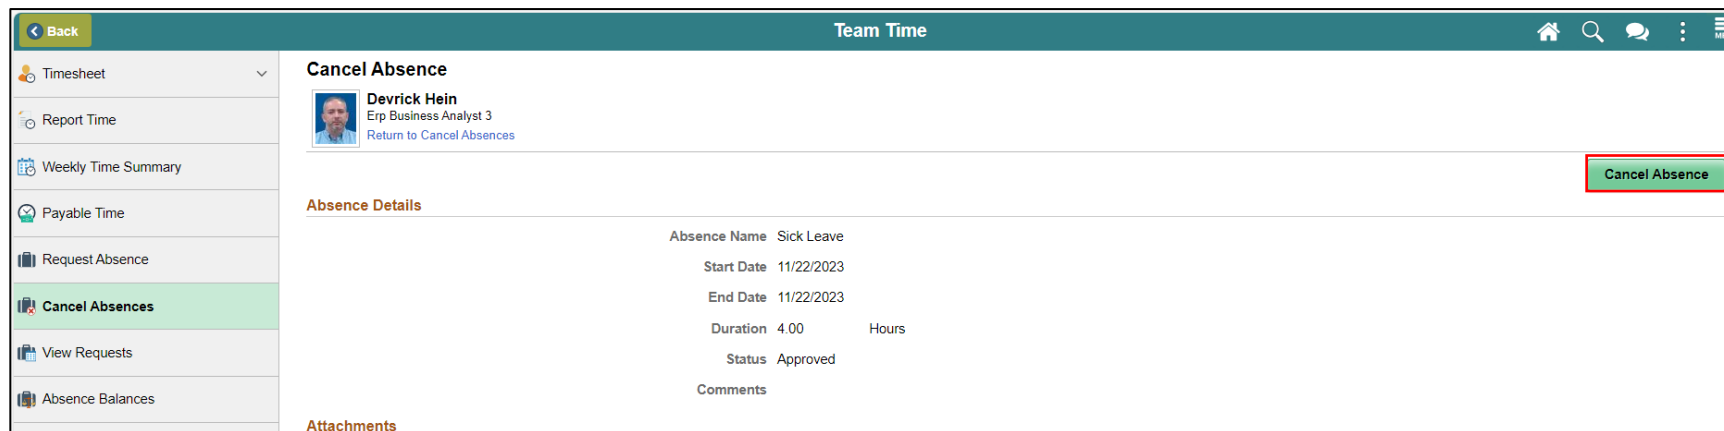 Back
Team Time
Timesheet
Report Time
Weekly Time Summary
Payable Time
Request Absence
Cancel Absences
View Requests
Absence Balances
Cancel Absence
Devrick Hein
Erp Business Analyst 3
Return to Cancel Absences
Cancel Absence
Absence Details
Absence Name Sick Leave
Start Date 11/22/2023
End Date 11/22/2023
Duration 4.00 Hours
Status Approved
Comments
Attachments